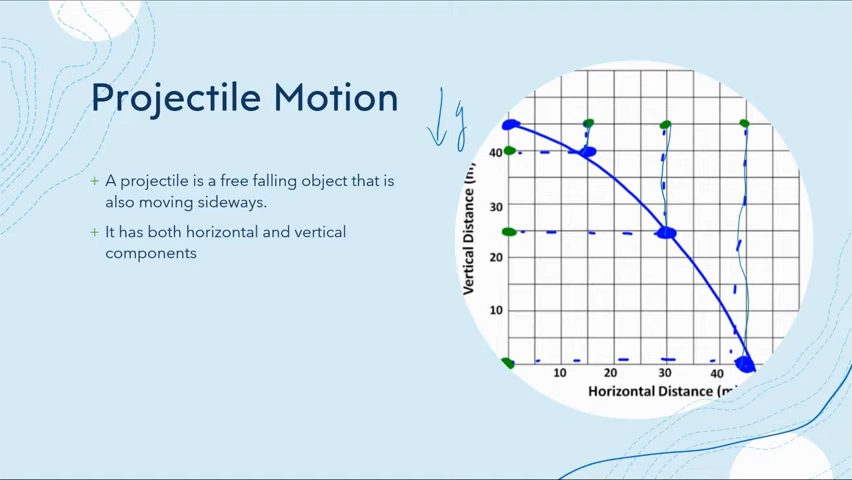 Projectile Motion
g
+ A projectile is a free falling object that is
also moving sideways.
+ It has both horizontal and vertical
components
Vertical Distance (m)
40
30
20
10
10 20 30 40
Horizontal Distance (m